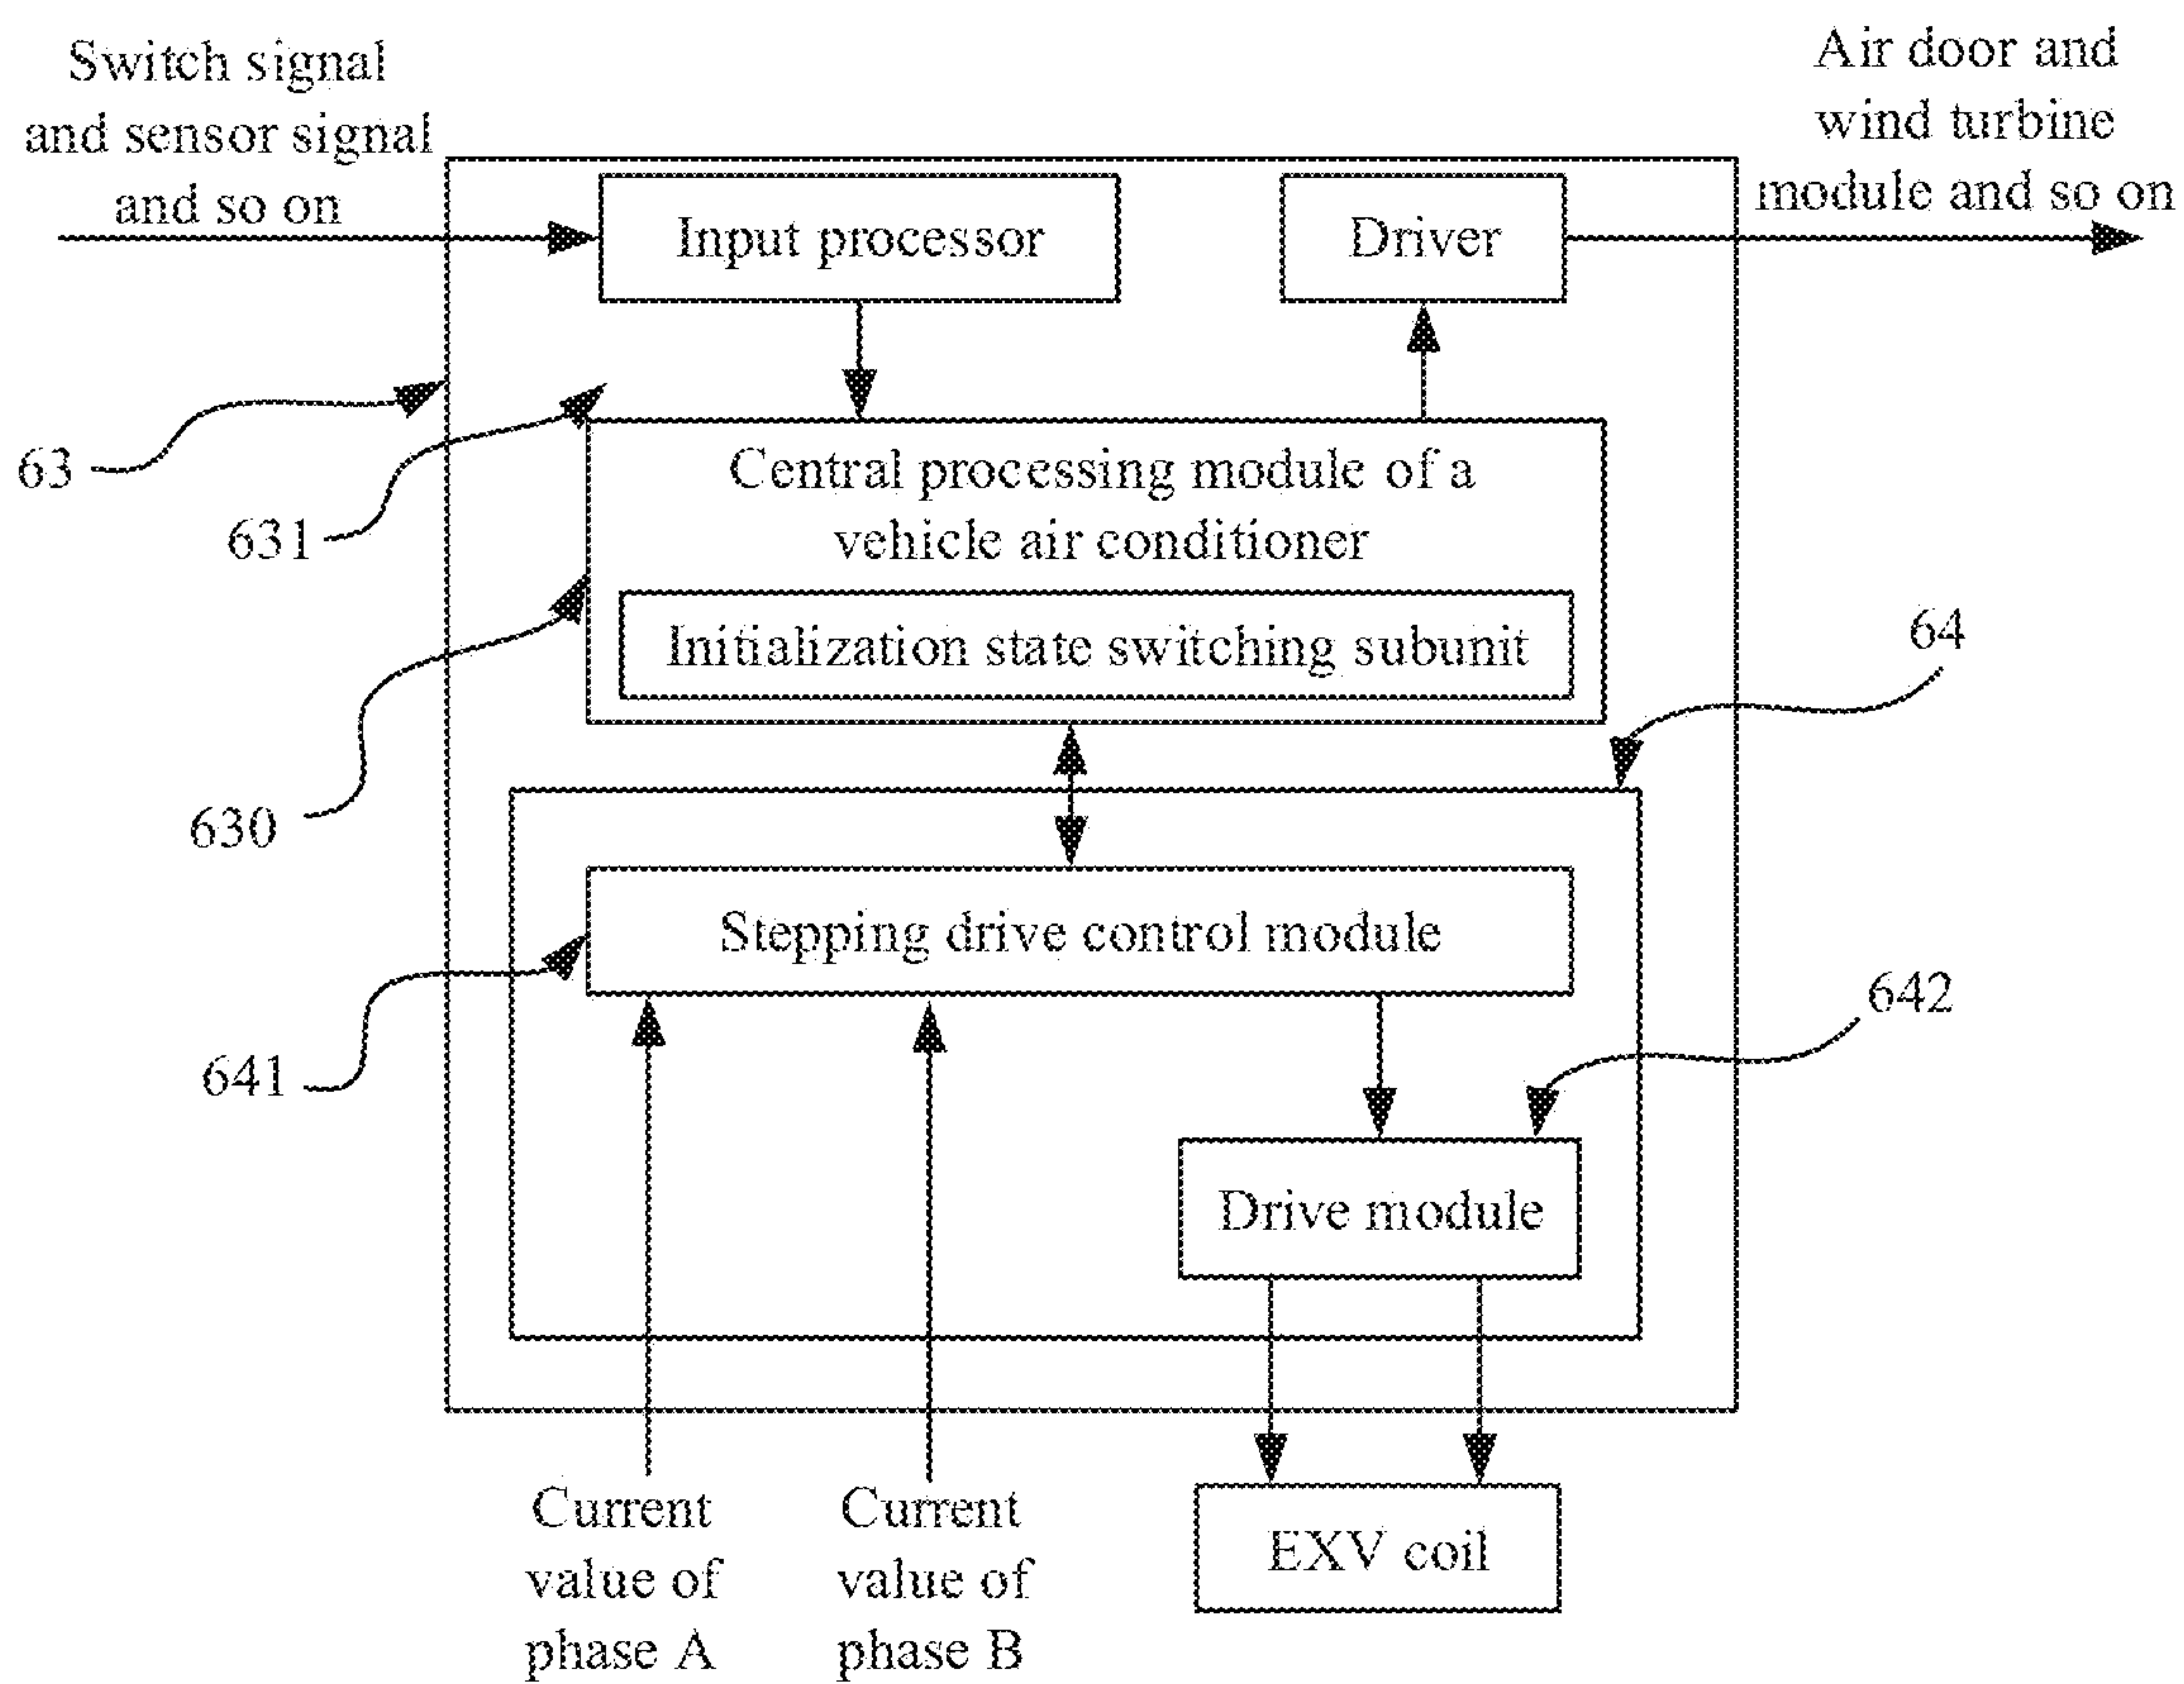 Switch signal
and sensor signal
and so on
Air door and
wind turbine
module and so on
Input processor
Driver
63
631
Central processing module of a
vehicle air conditioner
Initialization state switching subunit
64
630
Stepping drive control module
642
641
Drive module
Current
value of
phase A
Current
value of
phase B
EXV coil